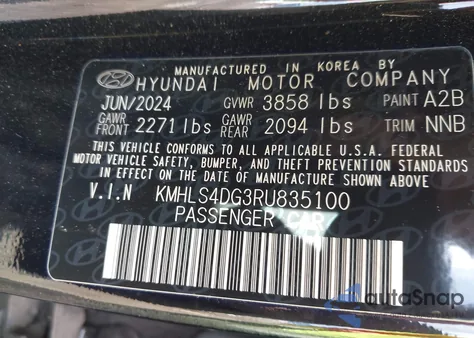 MANUFACTURED IN KOREA BY
HYUNDAI MOTOR COMPANY
JUN/2024 GVWR 3858 lbs PAINT A2B
GAWR FRONT 2271 lbs GAWR REAR 2094 lbs TRIM NNB
THIS VEHICLE CONFORMS TO ALL APPLICABLE U.S.A. FEDERAL
MOTOR VEHICLE SAFETY, BUMPER, AND THEFT PREVENTION STANDARDS
IN EFFECT ON THE DATE OF MANUFACTURE SHOWN ABOVE.
V.I.N KMHLS4DG3RU835100
PASSENGER CAR
autoSnap